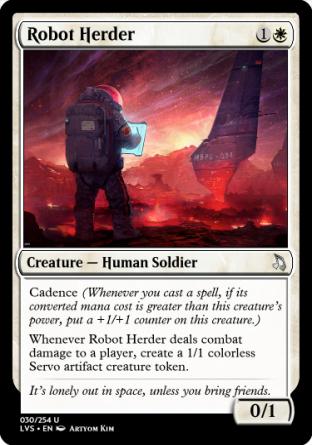 Robot Herder 1
Creature — Human Soldier
Cadence (Whenever you cast a spell, if its
converted mana cost is greater than this creature's
power, put a +1/+1 counter on this creature.)
Whenever Robot Herder deals combat
damage to a player, create a 1/1 colorless
Servo artifact creature token.
It's lonely out in space, unless you bring friends.
0/1
030/254 U
LVS • EN Artyom Kim